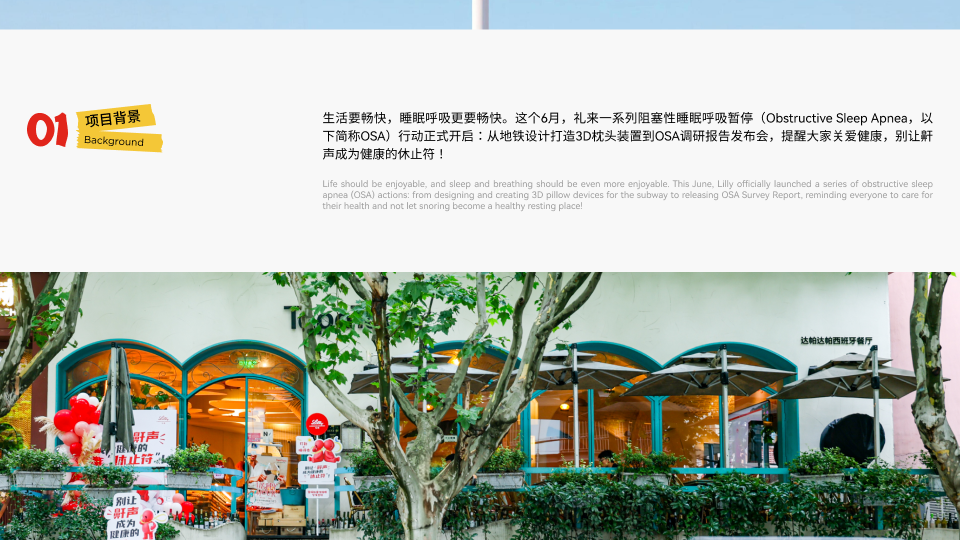 01
项目背景
Background
生活要畅快，睡眠呼吸更要畅快。这个6月，礼来一系列阻塞性睡眠呼吸暂停（Obstructive Sleep Apnea，以
下简称OSA）行动正式开启：从地铁设计打造3D枕头装置到OSA调研报告发布会，提醒大家关爱健康，别让鼾
声成为健康的休止符！
Life should be enjoyable, and sleep and breathing should be even more enjoyable. This June, Lilly officially launched a series of obstructive sleep
apnea (OSA) actions: from designing and creating 3D pillow devices for the subway to releasing OSA Survey Report, reminding everyone to care for
their health and not let snoring become a healthy resting place!
达帕达帕西班牙餐厅
鼾声
健康的
休止符
别让
鼾声
成为
健康的